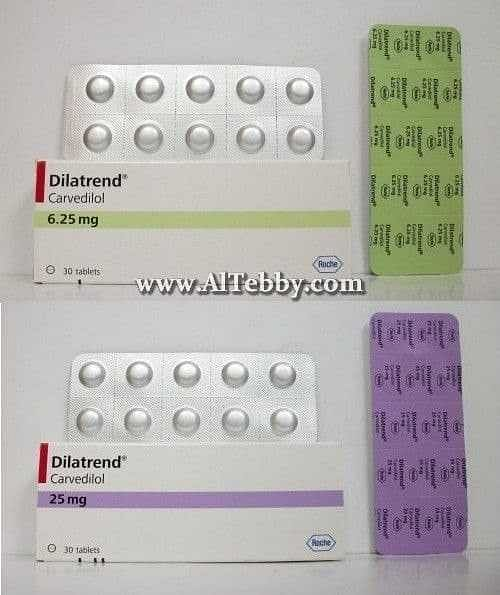 Dilatrend®
Carvedilol
6.25 mg
30 tablets
Roche
www.AlTebby.com
Dilatrend®
Carvedilol
25 mg
30 tablets
Roche